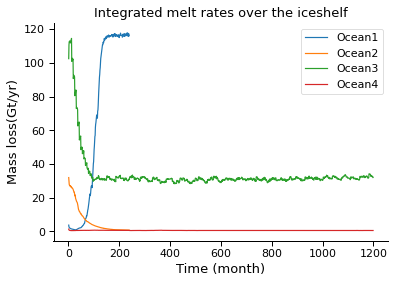 Integrated melt rates over the iceshelf
Mass loss(Gt/yr)
120
100
80
60
40
20
0
Ocean1
Ocean2
Ocean3
Ocean4
0 200 400 600 800 1000 1200
Time (month)